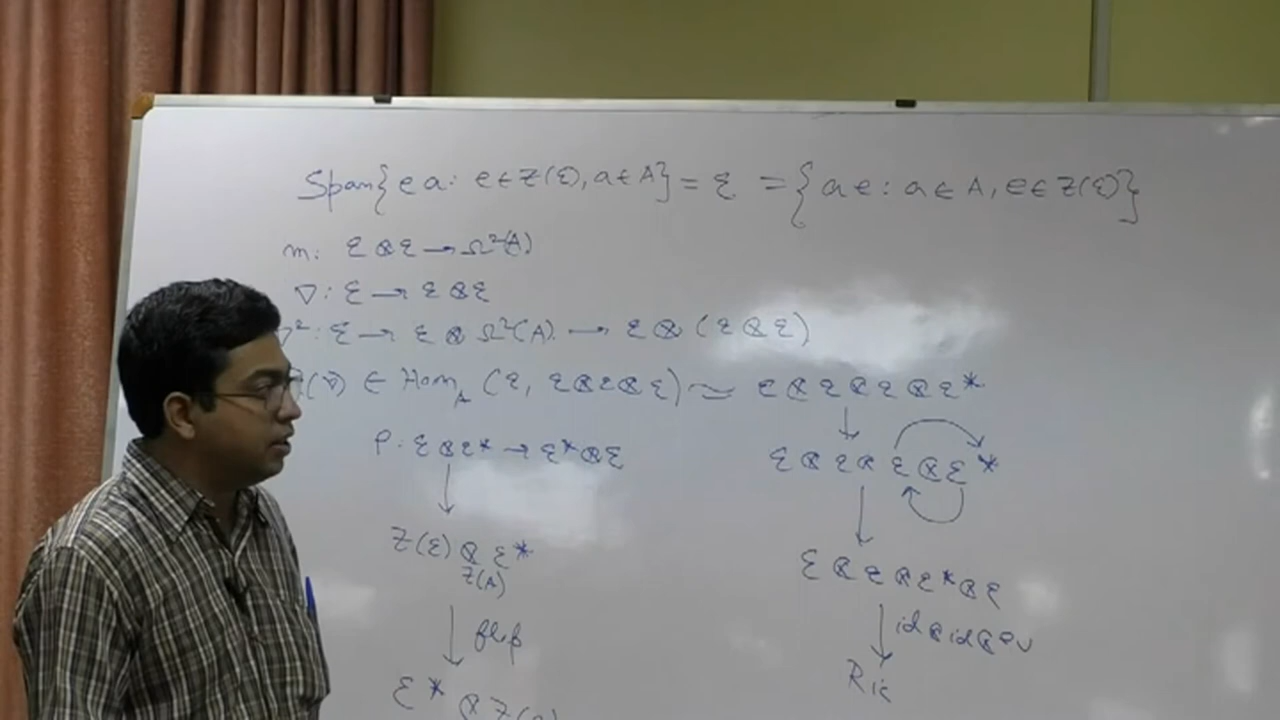 Span{ea: e∈Z(ℰ), a∈A} = ℰ = {ae: a∈A, e∈Z(ℰ)}
m: ℰ⊗ℰ → Ω²(A)
∇: ℰ → ℰ⊗ℰ
²: ℰ → ℰ⊗Ω²(A) → ℰ⊗(ℰ⊗ℰ)
(∇) ∈ Hom_A(ℰ, ℰ⊗ℰ⊗ℰ) ≃ ℰ⊗ℰ⊗ℰ⊗ℰ*
↓
ρ: ℰ⊗ℰ* → ℰ*⊗ℰ
ℰ⊗ℰ⊗ℰ⊗ℰ*
↓ ↓
Z(ℰ)⊗ℰ*
Z(A)
ℰ⊗ℰ⊗ℰ*⊗ℰ
↓ flip
↓ id⊗id⊗ev
ℰ*⊗Z(
Ric